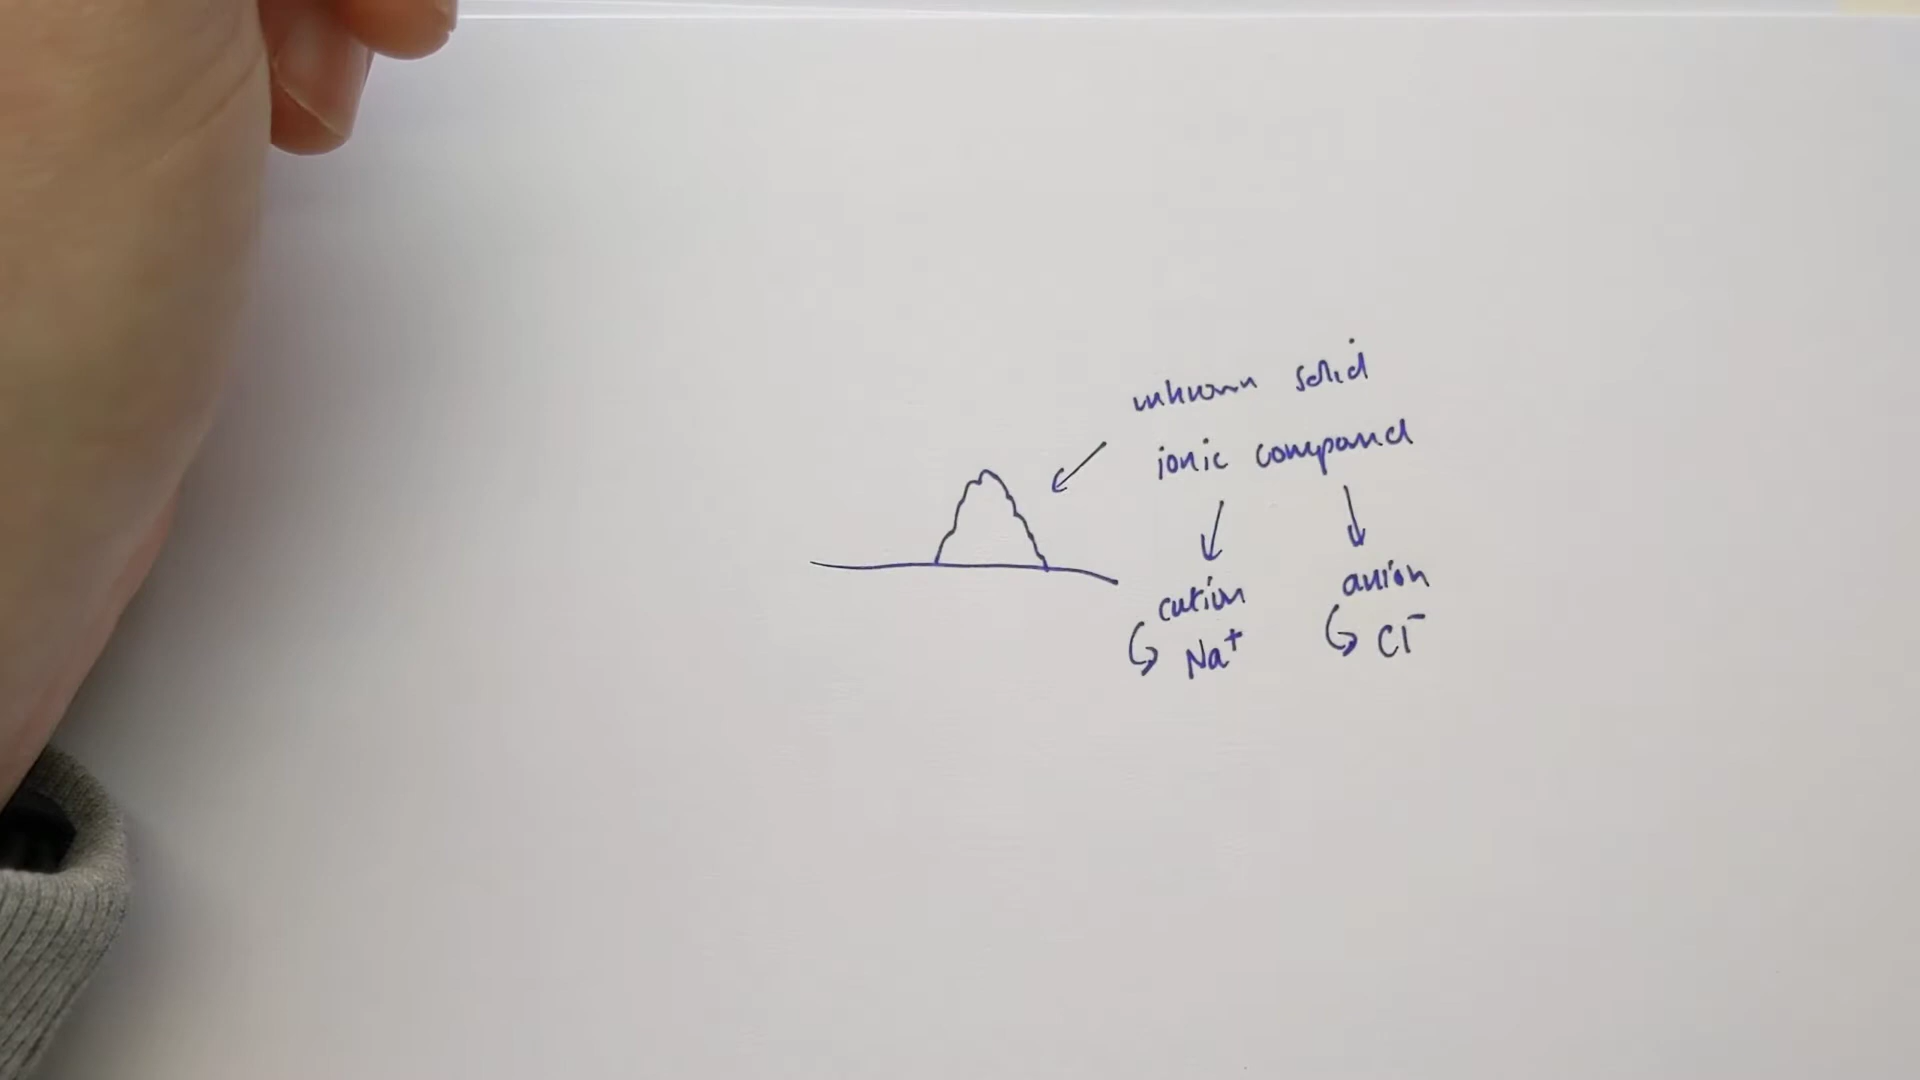 unknown solid
ionic compound
cation anion
Na⁺ Cl⁻